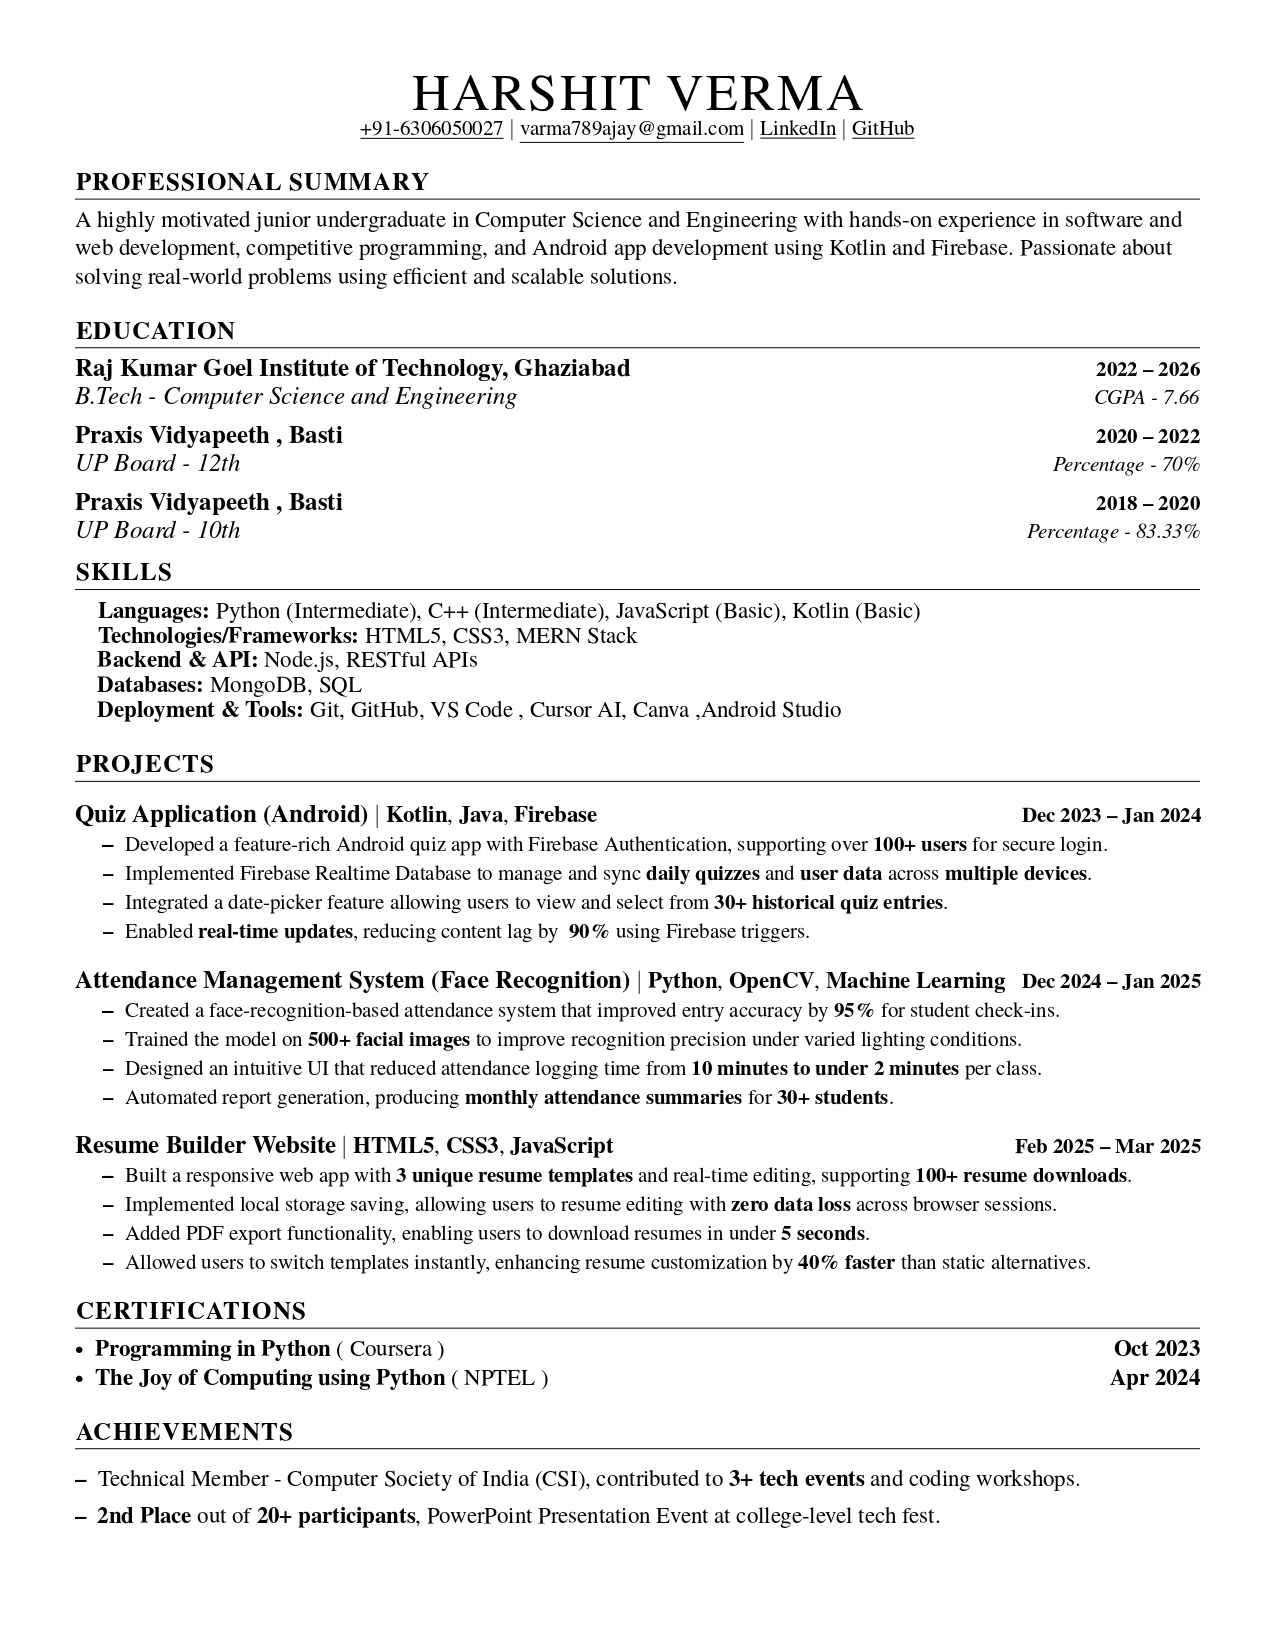 HARSHIT VERMA
+91-6306050027 | varma789ajay@gmail.com | LinkedIn | GitHub
PROFESSIONAL SUMMARY
A highly motivated junior undergraduate in Computer Science and Engineering with hands-on experience in software and
web development, competitive programming, and Android app development using Kotlin and Firebase. Passionate about
solving real-world problems using efficient and scalable solutions.
EDUCATION
Raj Kumar Goel Institute of Technology, Ghaziabad 2022 – 2026
B.Tech - Computer Science and Engineering CGPA - 7.66
Praxis Vidyapeeth , Basti 2020 – 2022
UP Board - 12th Percentage - 70%
Praxis Vidyapeeth , Basti 2018 – 2020
UP Board - 10th Percentage - 83.33%
SKILLS
Languages: Python (Intermediate), C++ (Intermediate), JavaScript (Basic), Kotlin (Basic)
Technologies/Frameworks: HTML5, CSS3, MERN Stack
Backend & API: Node.js, RESTful APIs
Databases: MongoDB, SQL
Deployment & Tools: Git, GitHub, VS Code , Cursor AI, Canva ,Android Studio
PROJECTS
Quiz Application (Android) | Kotlin, Java, Firebase Dec 2023 – Jan 2024
– Developed a feature-rich Android quiz app with Firebase Authentication, supporting over 100+ users for secure login.
– Implemented Firebase Realtime Database to manage and sync daily quizzes and user data across multiple devices.
– Integrated a date-picker feature allowing users to view and select from 30+ historical quiz entries.
– Enabled real-time updates, reducing content lag by 90% using Firebase triggers.
Attendance Management System (Face Recognition) | Python, OpenCV, Machine Learning Dec 2024 – Jan 2025
– Created a face-recognition-based attendance system that improved entry accuracy by 95% for student check-ins.
– Trained the model on 500+ facial images to improve recognition precision under varied lighting conditions.
– Designed an intuitive UI that reduced attendance logging time from 10 minutes to under 2 minutes per class.
– Automated report generation, producing monthly attendance summaries for 30+ students.
Resume Builder Website | HTML5, CSS3, JavaScript Feb 2025 – Mar 2025
– Built a responsive web app with 3 unique resume templates and real-time editing, supporting 100+ resume downloads.
– Implemented local storage saving, allowing users to resume editing with zero data loss across browser sessions.
– Added PDF export functionality, enabling users to download resumes in under 5 seconds.
– Allowed users to switch templates instantly, enhancing resume customization by 40% faster than static alternatives.
CERTIFICATIONS
• Programming in Python ( Coursera ) Oct 2023
• The Joy of Computing using Python ( NPTEL ) Apr 2024
ACHIEVEMENTS
– Technical Member - Computer Society of India (CSI), contributed to 3+ tech events and coding workshops.
– 2nd Place out of 20+ participants, PowerPoint Presentation Event at college-level tech fest.